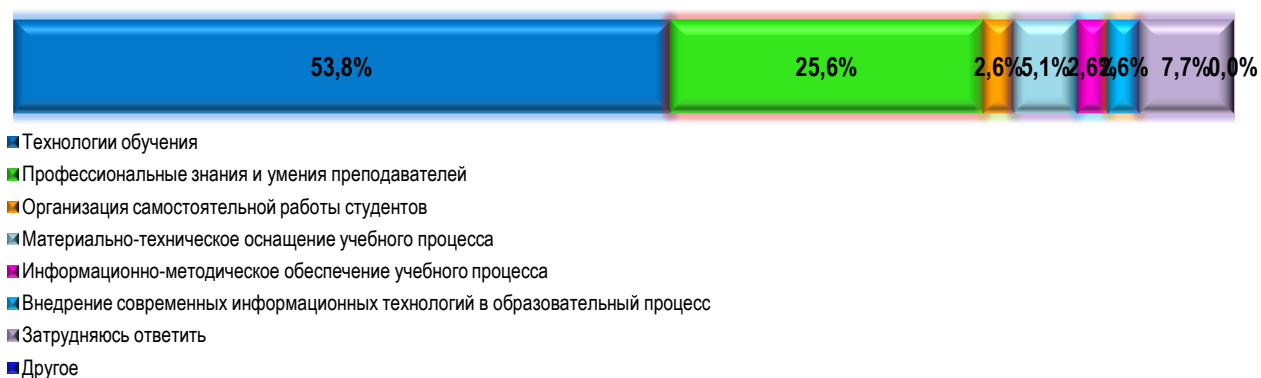 53,8% 25,6% 2,6% 5,1% 2,6% 2,6% 7,7% 0,0%
Технологии обучения
Профессиональные знания и умения преподавателей
Организация самостоятельной работы студентов
Материально-техническое оснащение учебного процесса
Информационно-методическое обеспечение учебного процесса
Внедрение современных информационных технологий в образовательный процесс
Затрудняюсь ответить
Другое